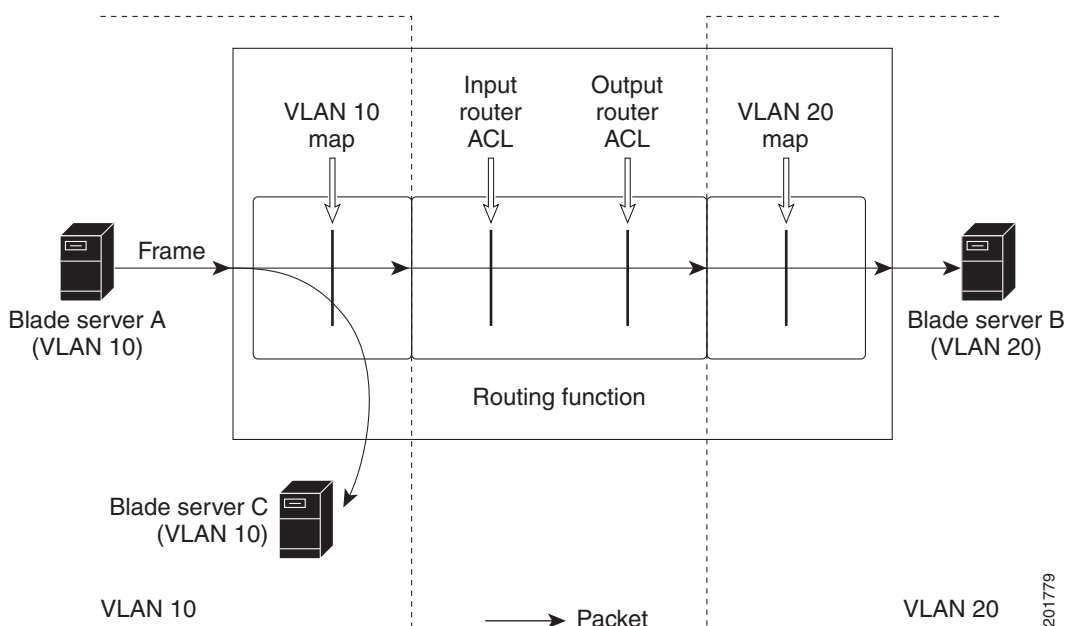 VLAN 10
map
Input
router
ACL
Output
router
ACL
VLAN 20
map
Frame
Blade server A
(VLAN 10)
Blade server B
(VLAN 20)
Routing function
Blade server C
(VLAN 10)
VLAN 10
Packet
VLAN 20
201779